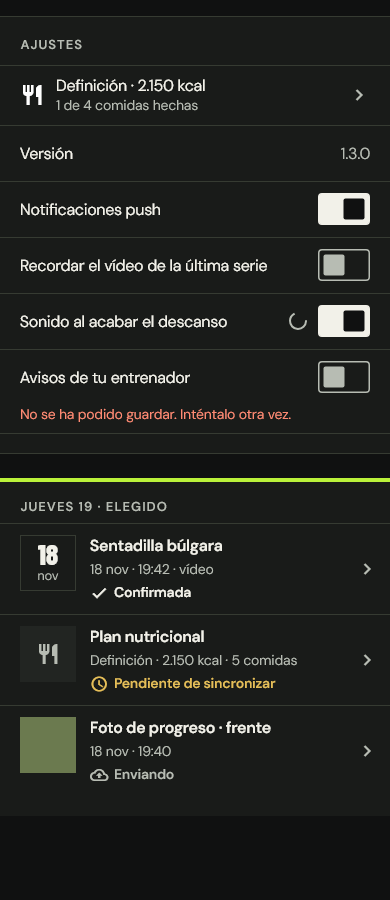 AJUSTES
Definición · 2.150 kcal
1 de 4 comidas hechas
Versión
1.3.0
Notificaciones push
Recordar el vídeo de la última serie
Sonido al acabar el descanso
Avisos de tu entrenador
No se ha podido guardar. Inténtalo otra vez.
JUEVES 19 · ELEGIDO
18
nov
Sentadilla búlgara
18 nov · 19:42 · vídeo
Confirmada
Plan nutricional
Definición · 2.150 kcal · 5 comidas
Pendiente de sincronizar
Foto de progreso · frente
18 nov · 19:40
Enviando